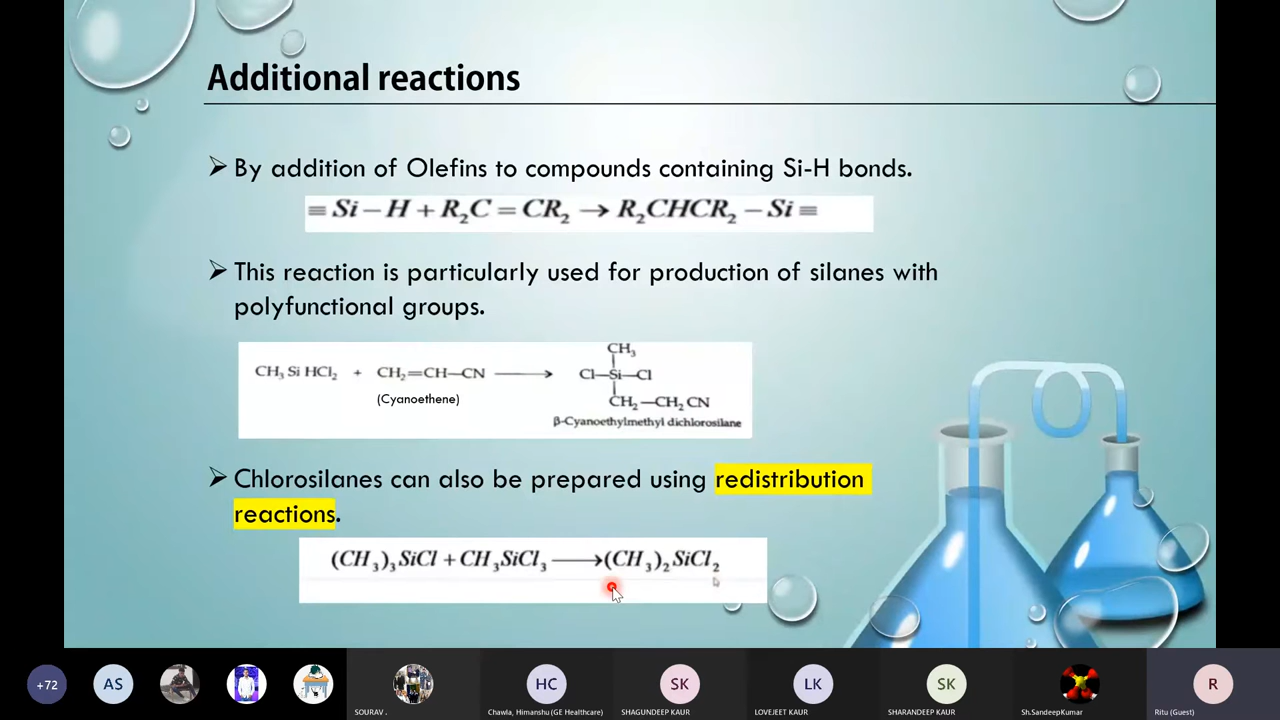 Additional reactions
➢ By addition of Olefins to compounds containing Si-H bonds.
≡ Si – H + R₂C = CR₂ → R₂CHCR₂ – Si ≡
➢ This reaction is particularly used for production of silanes with
polyfunctional groups.
CH₃
CH₃ Si HCl₂ + CH₂=CH–CN ⟶ Cl–Si–Cl
(Cyanoethene) CH₂–CH₂ CN
β-Cyanoethylmethyl dichlorosilane
➢ Chlorosilanes can also be prepared using redistribution
reactions.
(CH₃)₃SiCl + CH₃SiCl₃ ⟶ (CH₃)₂SiCl₂
+72 AS HC SK LK SK R
SOURAV . Chawla, Himanshu (GE Healthcare) SHAGUNDEEP KAUR LOVEJEET KAUR SHARANDEEP KAUR Sh.SandeepKumar Ritu (Guest)